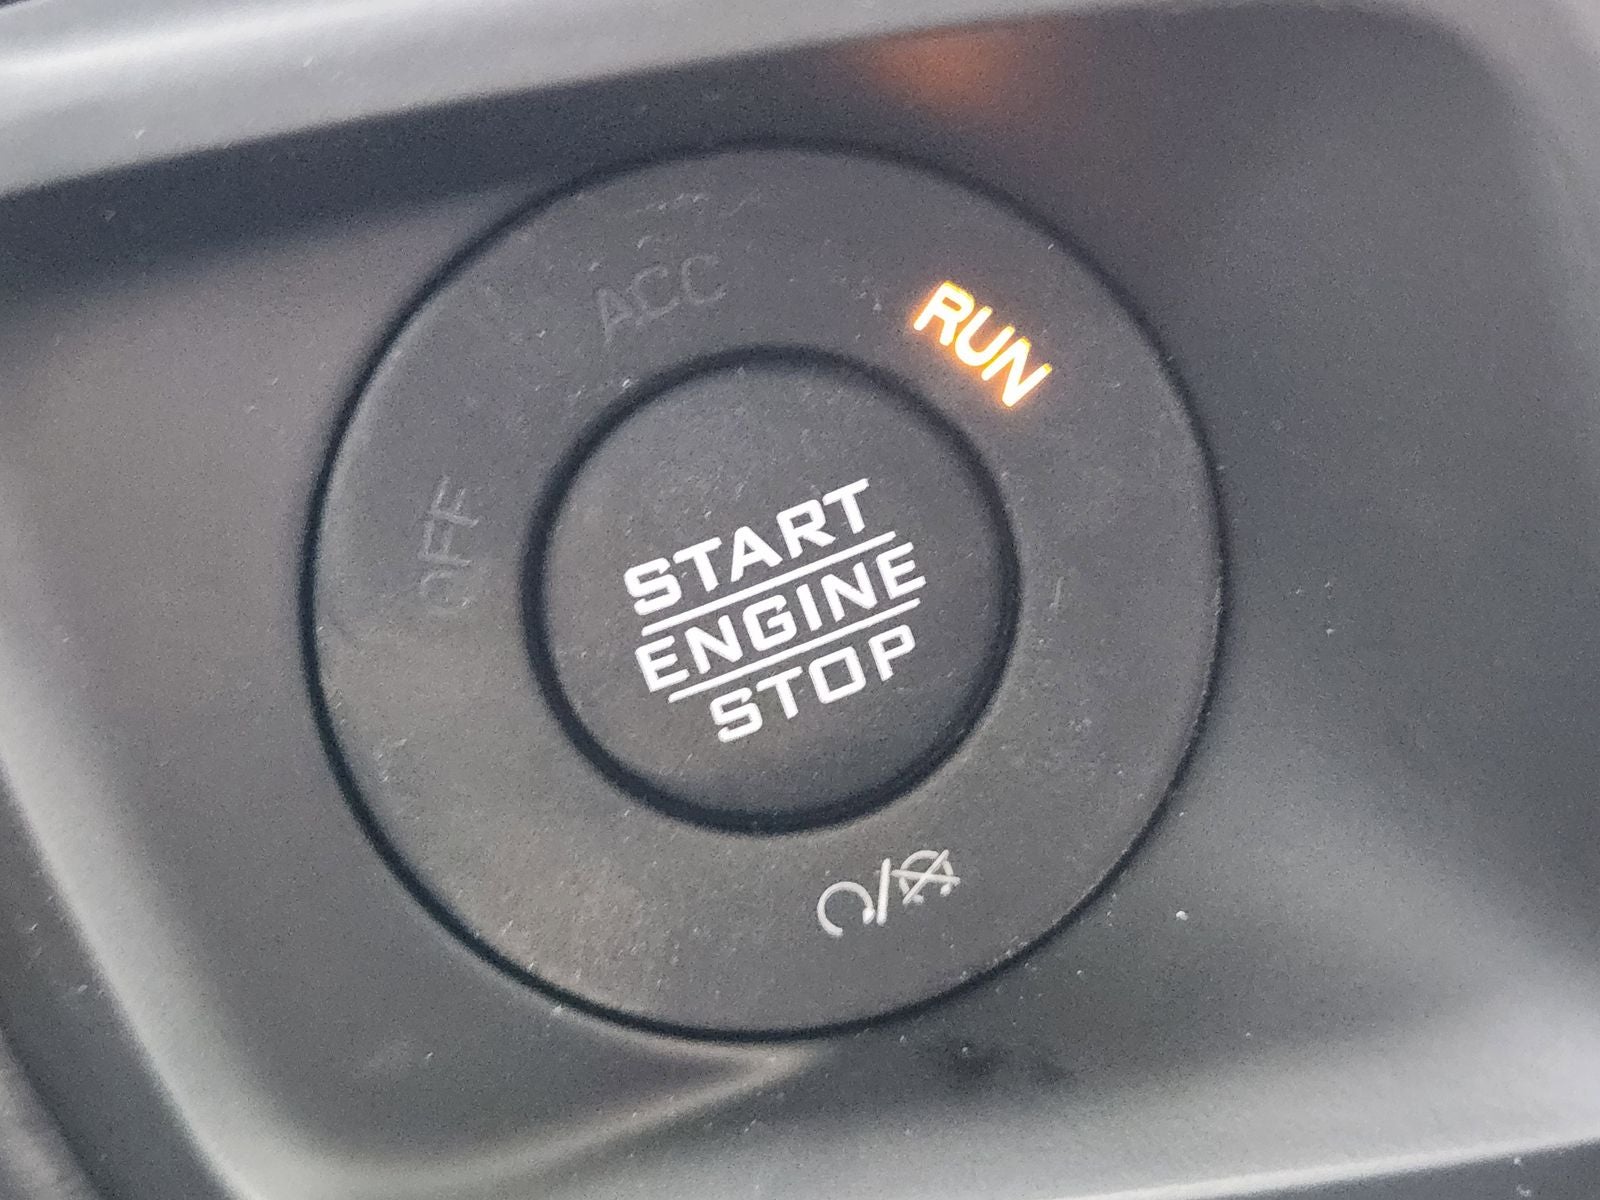 ACC
RUN
OFF
START
ENGINE
STOP